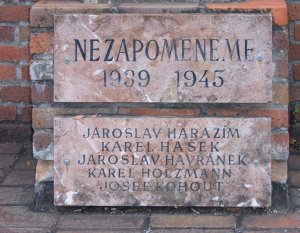 NEZAPOMENEME
1939 1945
JAROSLAV HARAZIM
KAREL HAŠEK
JAROSLAV HAVRÁNEK
KAREL HOLZMANN
JOSEF KOHOUT